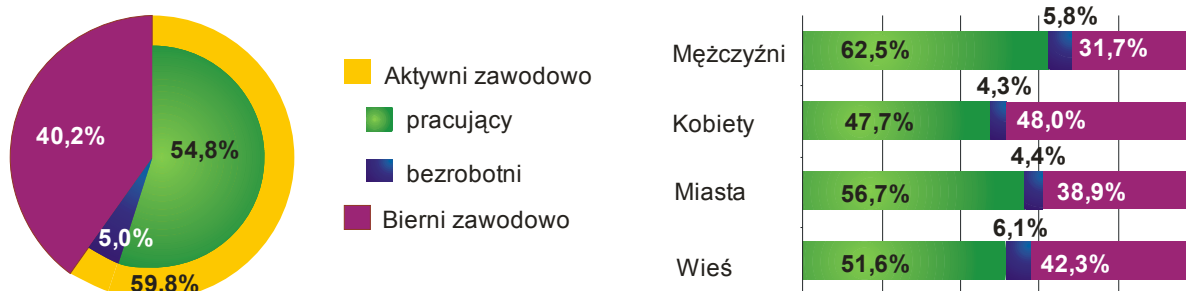 40,2%
54,8%
5,0%
59,8%
Aktywni zawodowo
pracujący
bezrobotni
Bierni zawodowo
5,8%
Mężczyźni 62,5% 31,7%
4,3%
Kobiety 47,7% 48,0%
4,4%
Miasta 56,7% 38,9%
6,1%
Wieś 51,6% 42,3%